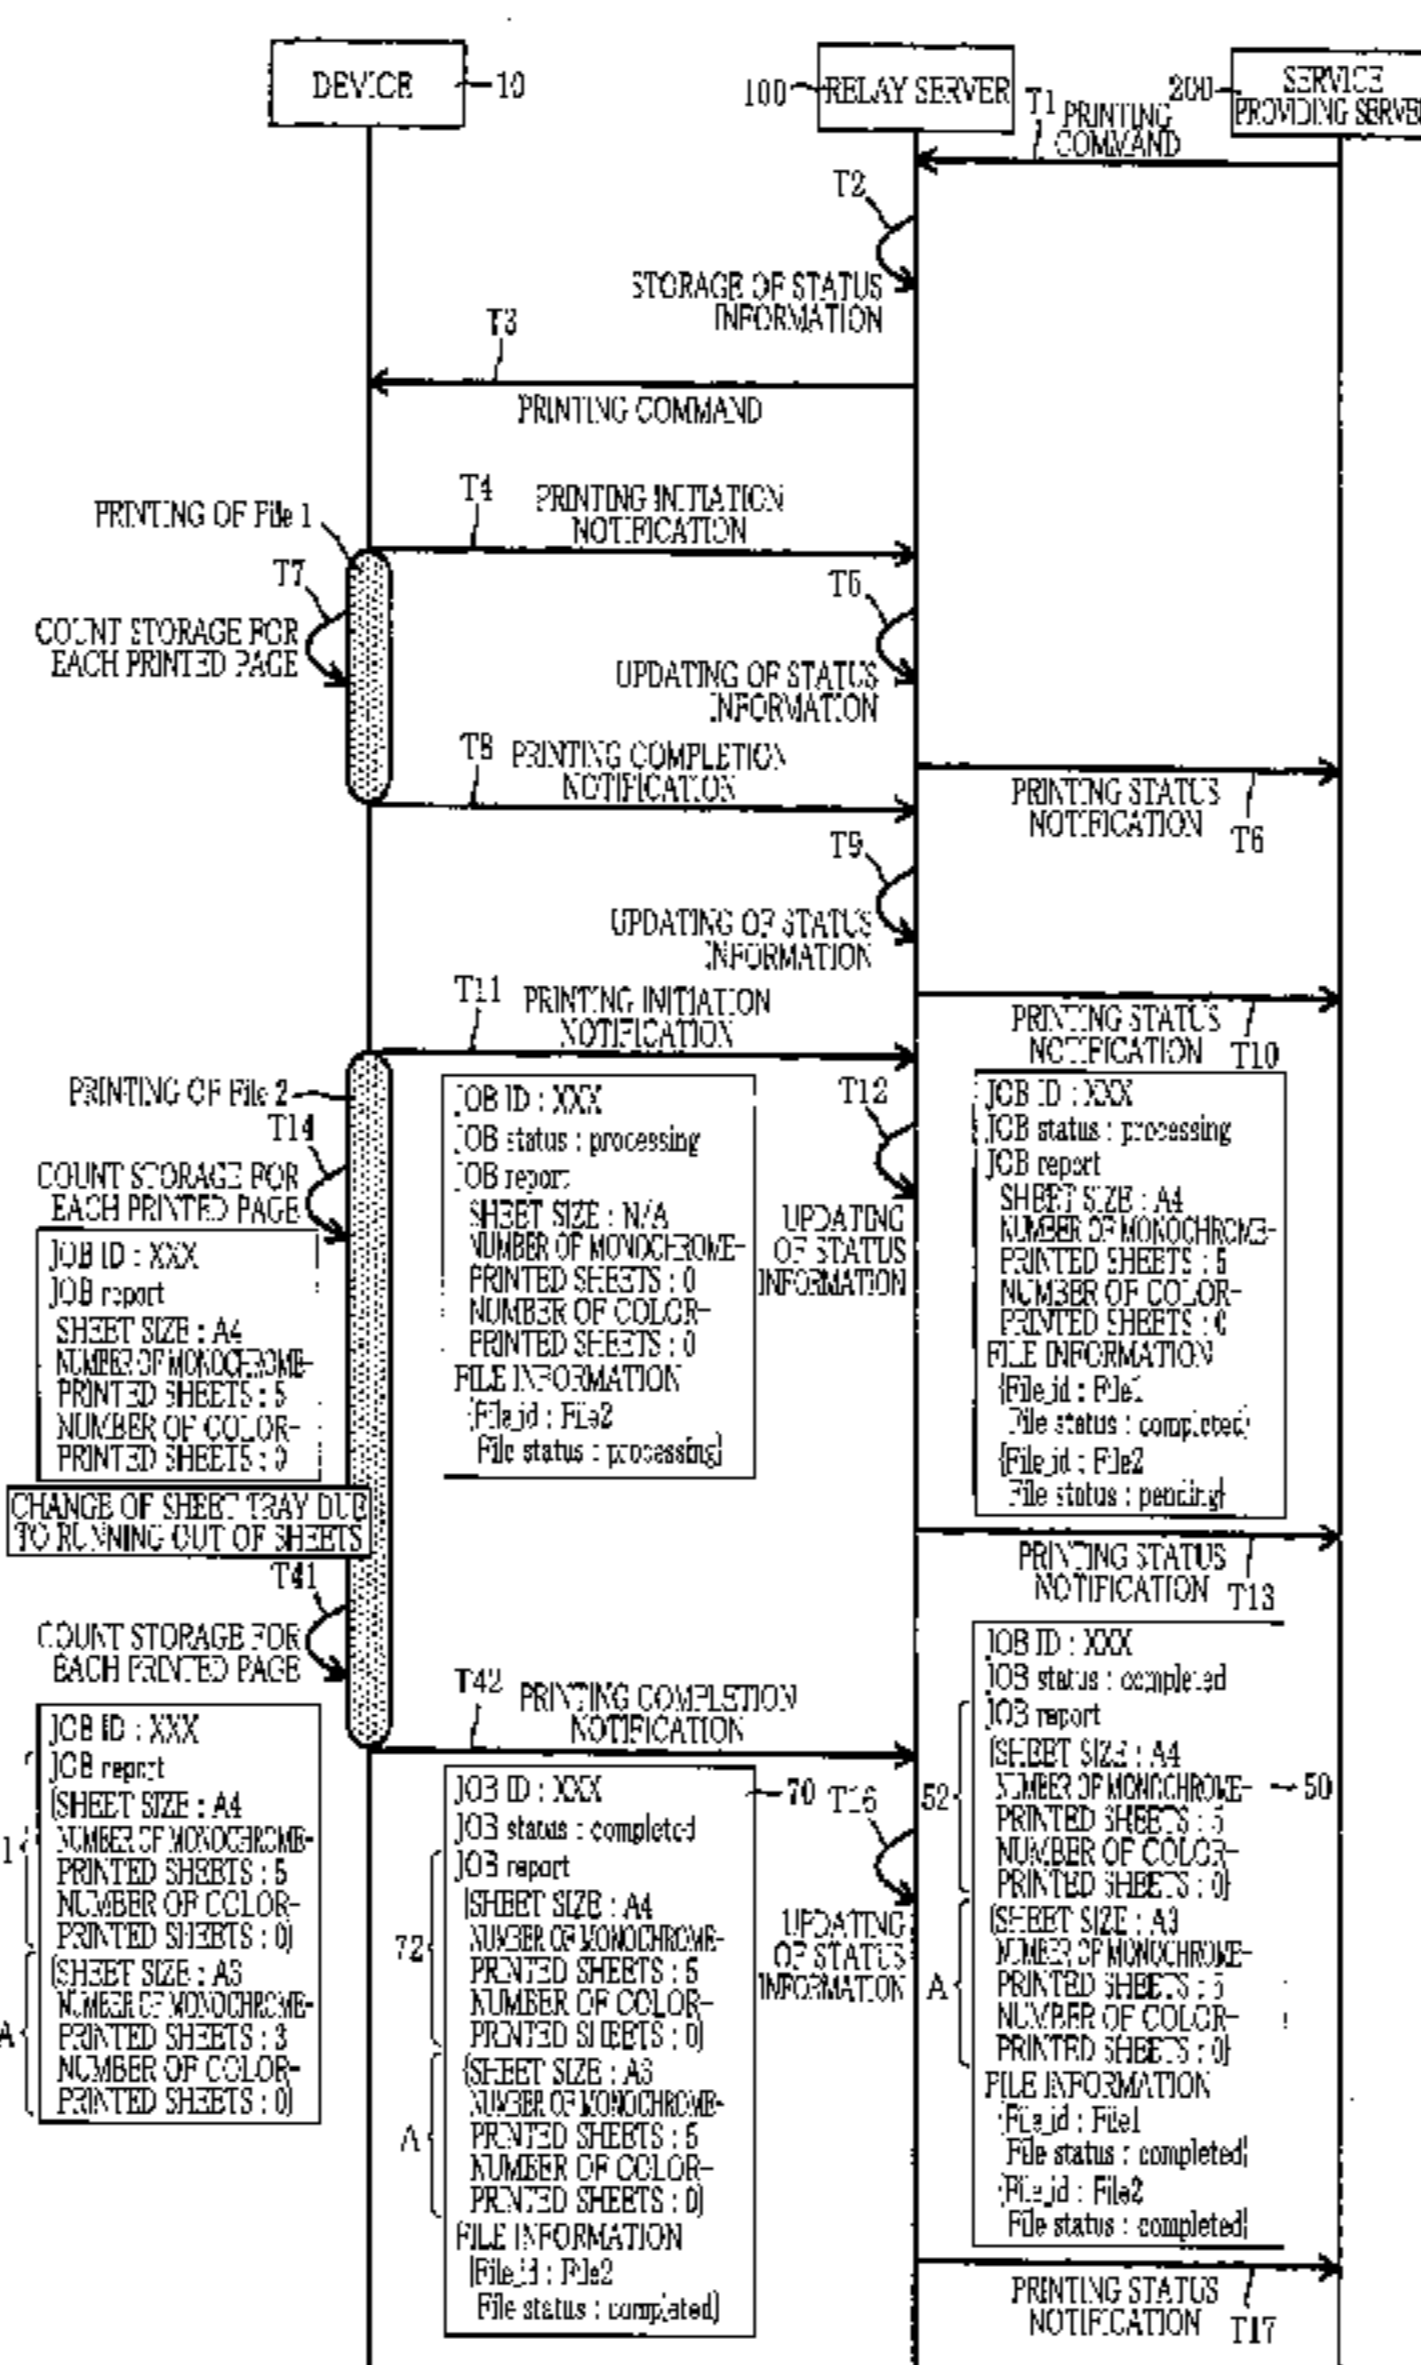 DEVICE
10
100
RELAY SERVER
200
SERVICE
PROVIDING SERVER
T1
PRINTING
COMMAND
T2
STORAGE OF STATUS
INFORMATION
T3
PRINTING COMMAND
T4
PRINTING INITIATION
NOTIFICATION
PRINTING OF File 1
T7
COUNT STORAGE FOR
EACH PRINTED PAGE
T5
UPDATING OF STATUS
INFORMATION
T8
PRINTING COMPLETION
NOTIFICATION
PRINTING STATUS
NOTIFICATION
T6
T9
UPDATING OF STATUS
INFORMATION
T11
PRINTING INITIATION
NOTIFICATION
PRINTING STATUS
NOTIFICATION
T10
PRINTING OF File 2
T14
COUNT STORAGE FOR
EACH PRINTED PAGE
JOB ID : XXX
JOB report
SHEET SIZE : A4
NUMBER OF MONOCHROME-
PRINTED SHEETS : 5
NUMBER OF COLOR-
PRINTED SHEETS : 0
JOB ID : XXX
JOB status : processing
JOB report
SHEET SIZE : N/A
NUMBER OF MONOCHROME-
PRINTED SHEETS : 0
NUMBER OF COLOR-
PRINTED SHEETS : 0
FILE INFORMATION
{File_id : File2
File status : processing}
T12
UPDATING
OF STATUS
INFORMATION
JOB ID : XXX
JOB status : processing
JOB report
SHEET SIZE : A4
NUMBER OF MONOCHROME-
PRINTED SHEETS : 5
NUMBER OF COLOR-
PRINTED SHEETS : 0
FILE INFORMATION
{File_id : File1
File status : completed}
{File_id : File2
File status : pending}
CHANGE OF SHEET TRAY DUE
TO RUNNING OUT OF SHEETS
PRINTING STATUS
NOTIFICATION
T13
T41
COUNT STORAGE FOR
EACH PRINTED PAGE
T42
PRINTING COMPLETION
NOTIFICATION
JOB ID : XXX
JOB report
{SHEET SIZE : A4
NUMBER OF MONOCHROME-
PRINTED SHEETS : 5
NUMBER OF COLOR-
PRINTED SHEETS : 0}
{SHEET SIZE : A3
NUMBER OF MONOCHROME-
PRINTED SHEETS : 3
NUMBER OF COLOR-
PRINTED SHEETS : 0}
1
A
JOB ID : XXX
70
JOB status : completed
JOB report
{SHEET SIZE : A4
NUMBER OF MONOCHROME-
72
PRINTED SHEETS : 5
NUMBER OF COLOR-
PRINTED SHEETS : 0}
{SHEET SIZE : A3
NUMBER OF MONOCHROME-
A
PRINTED SHEETS : 5
NUMBER OF COLOR-
PRINTED SHEETS : 0}
FILE INFORMATION
{File_id : File2
File status : completed}
T16
UPDATING
OF STATUS
INFORMATION
JOB ID : XXX
JOB status : completed
JOB report
{SHEET SIZE : A4
NUMBER OF MONOCHROME-
50
52
PRINTED SHEETS : 5
NUMBER OF COLOR-
PRINTED SHEETS : 0}
{SHEET SIZE : A3
NUMBER OF MONOCHROME-
A
PRINTED SHEETS : 5
NUMBER OF COLOR-
PRINTED SHEETS : 0}
FILE INFORMATION
{File_id : File1
File status : completed}
{File_id : File2
File status : completed}
PRINTING STATUS
NOTIFICATION
T17